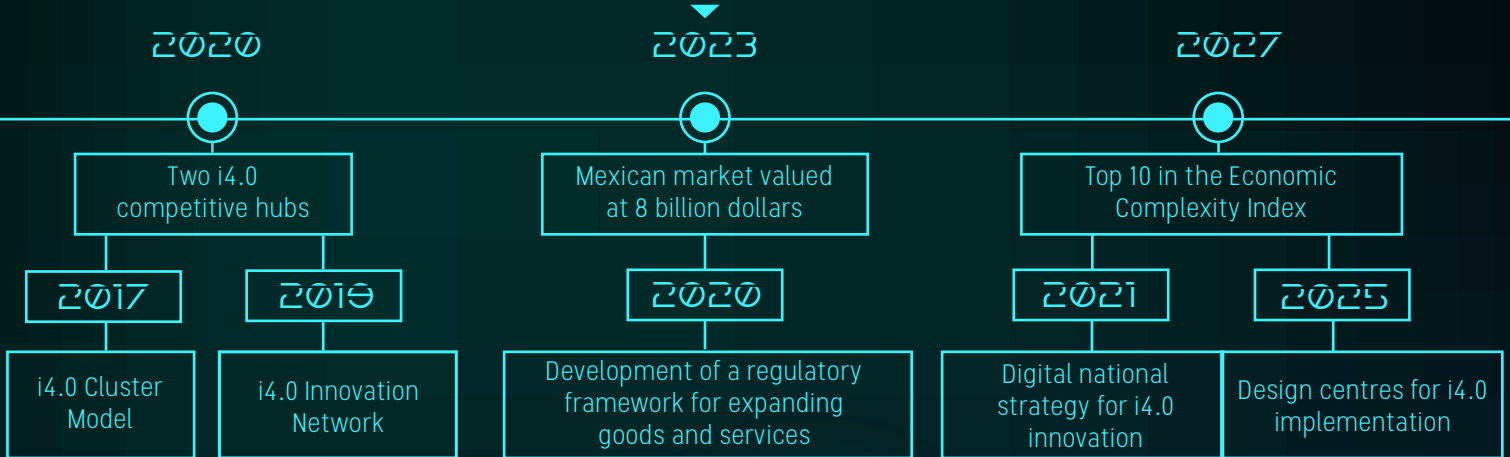 2020
2023
2027
Two i4.0
competitive hubs
Mexican market valued
at 8 billion dollars
Top 10 in the Economic
Complexity Index
2017
2019
2020
2021
2025
i4.0 Cluster
Model
i4.0 Innovation
Network
Development of a regulatory
framework for expanding
goods and services
Digital national
strategy for i4.0
innovation
Design centres for i4.0
implementation